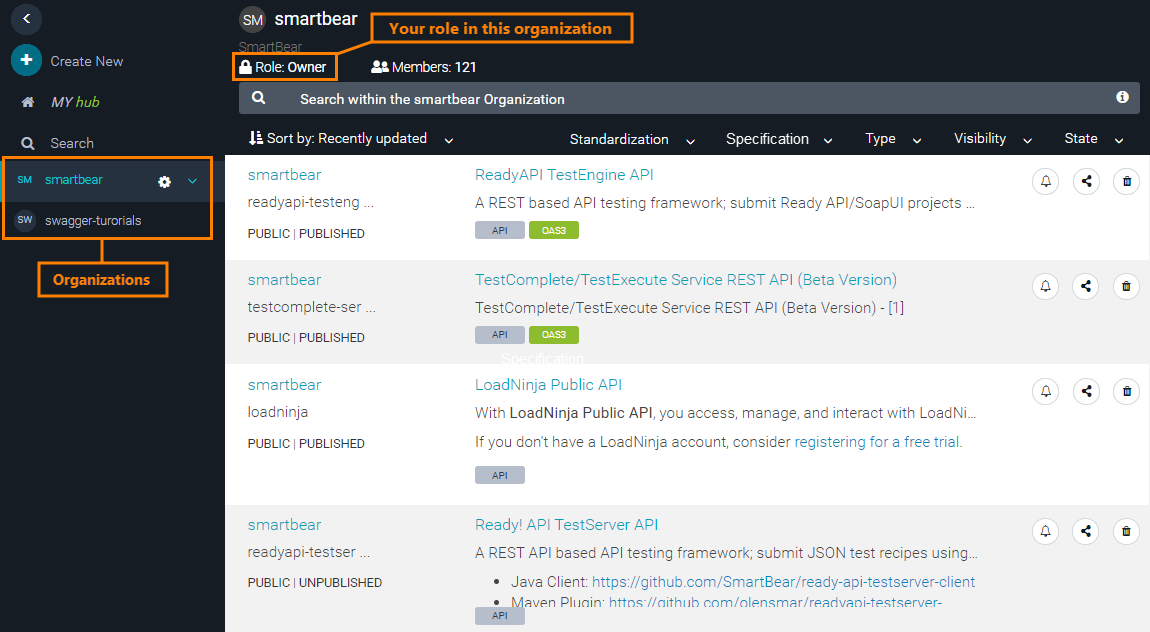 SM smartbear
SmartBear
Your role in this organization
Role: Owner
Members: 121
Create New
MY hub
Search
SM smartbear
SW swagger-turorials
Organizations
Search within the smartbear Organization
Sort by: Recently updated
Standardization
Specification
Type
Visibility
State
smartbear
readyapi-testeng ...
PUBLIC | PUBLISHED
ReadyAPI TestEngine API
A REST based API testing framework; submit Ready API/SoapUI projects ...
API OAS3
smartbear
testcomplete-ser ...
PUBLIC | PUBLISHED
TestComplete/TestExecute Service REST API (Beta Version)
TestComplete/TestExecute Service REST API (Beta Version) - [1]
API OAS3
Specification
smartbear
loadninja
PUBLIC | PUBLISHED
LoadNinja Public API
With LoadNinja Public API, you access, manage, and interact with LoadNi...
If you don't have a LoadNinja account, consider registering for a free trial.
API
smartbear
readyapi-testser ...
PUBLIC | UNPUBLISHED
Ready! API TestServer API
A REST API based API testing framework; submit JSON test recipes using...
• Java Client: https://github.com/SmartBear/ready-api-testserver-client
• Maven Plugin: https://github.com/olensmar/readyapi-testserver-
API